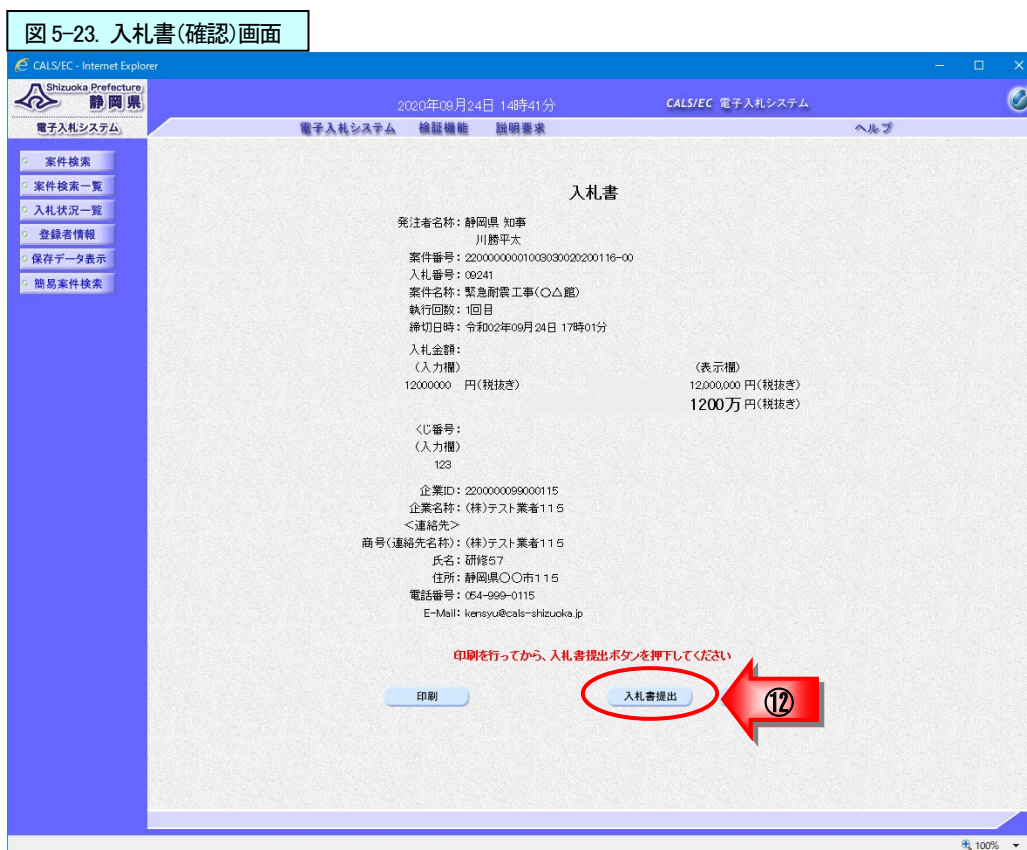 図 5-23. 入札書(確認)画面
CALS/EC - Internet Explorer
Shizuoka Prefecture
静岡県
電子入札システム
2020年09月24日 14時41分
CALS/EC 電子入札システム
電子入札システム 検証機能 説明要求 ヘルプ
案件検索
案件検索一覧
入札状況一覧
登録者情報
保存データ表示
簡易案件検索
入札書
発注者名称：静岡県 知事
川勝平太
案件番号：2200000000100303002020​0116-00
入札番号：09241
案件名称：緊急耐震工事(○△館)
執行回数：1回目
締切日時：令和02年09月24日 17時01分
入札金額：
(入力欄) (表示欄)
12000000 円(税抜き) 12,000,000 円(税抜き)
1200万 円(税抜き)
くじ番号：
(入力欄)
123
企業ID：2200000099000115
企業名称：(株)テスト業者１１５
＜連絡先＞
商号(連絡先名称)：(株)テスト業者１１５
氏名：研修57
住所：静岡県○○市１１５
電話番号：054-999-0115
E-Mail：kensyu@cals-shizuoka.jp
印刷を行ってから、入札書提出ボタンを押下してください
印刷 入札書提出
⑫
100%